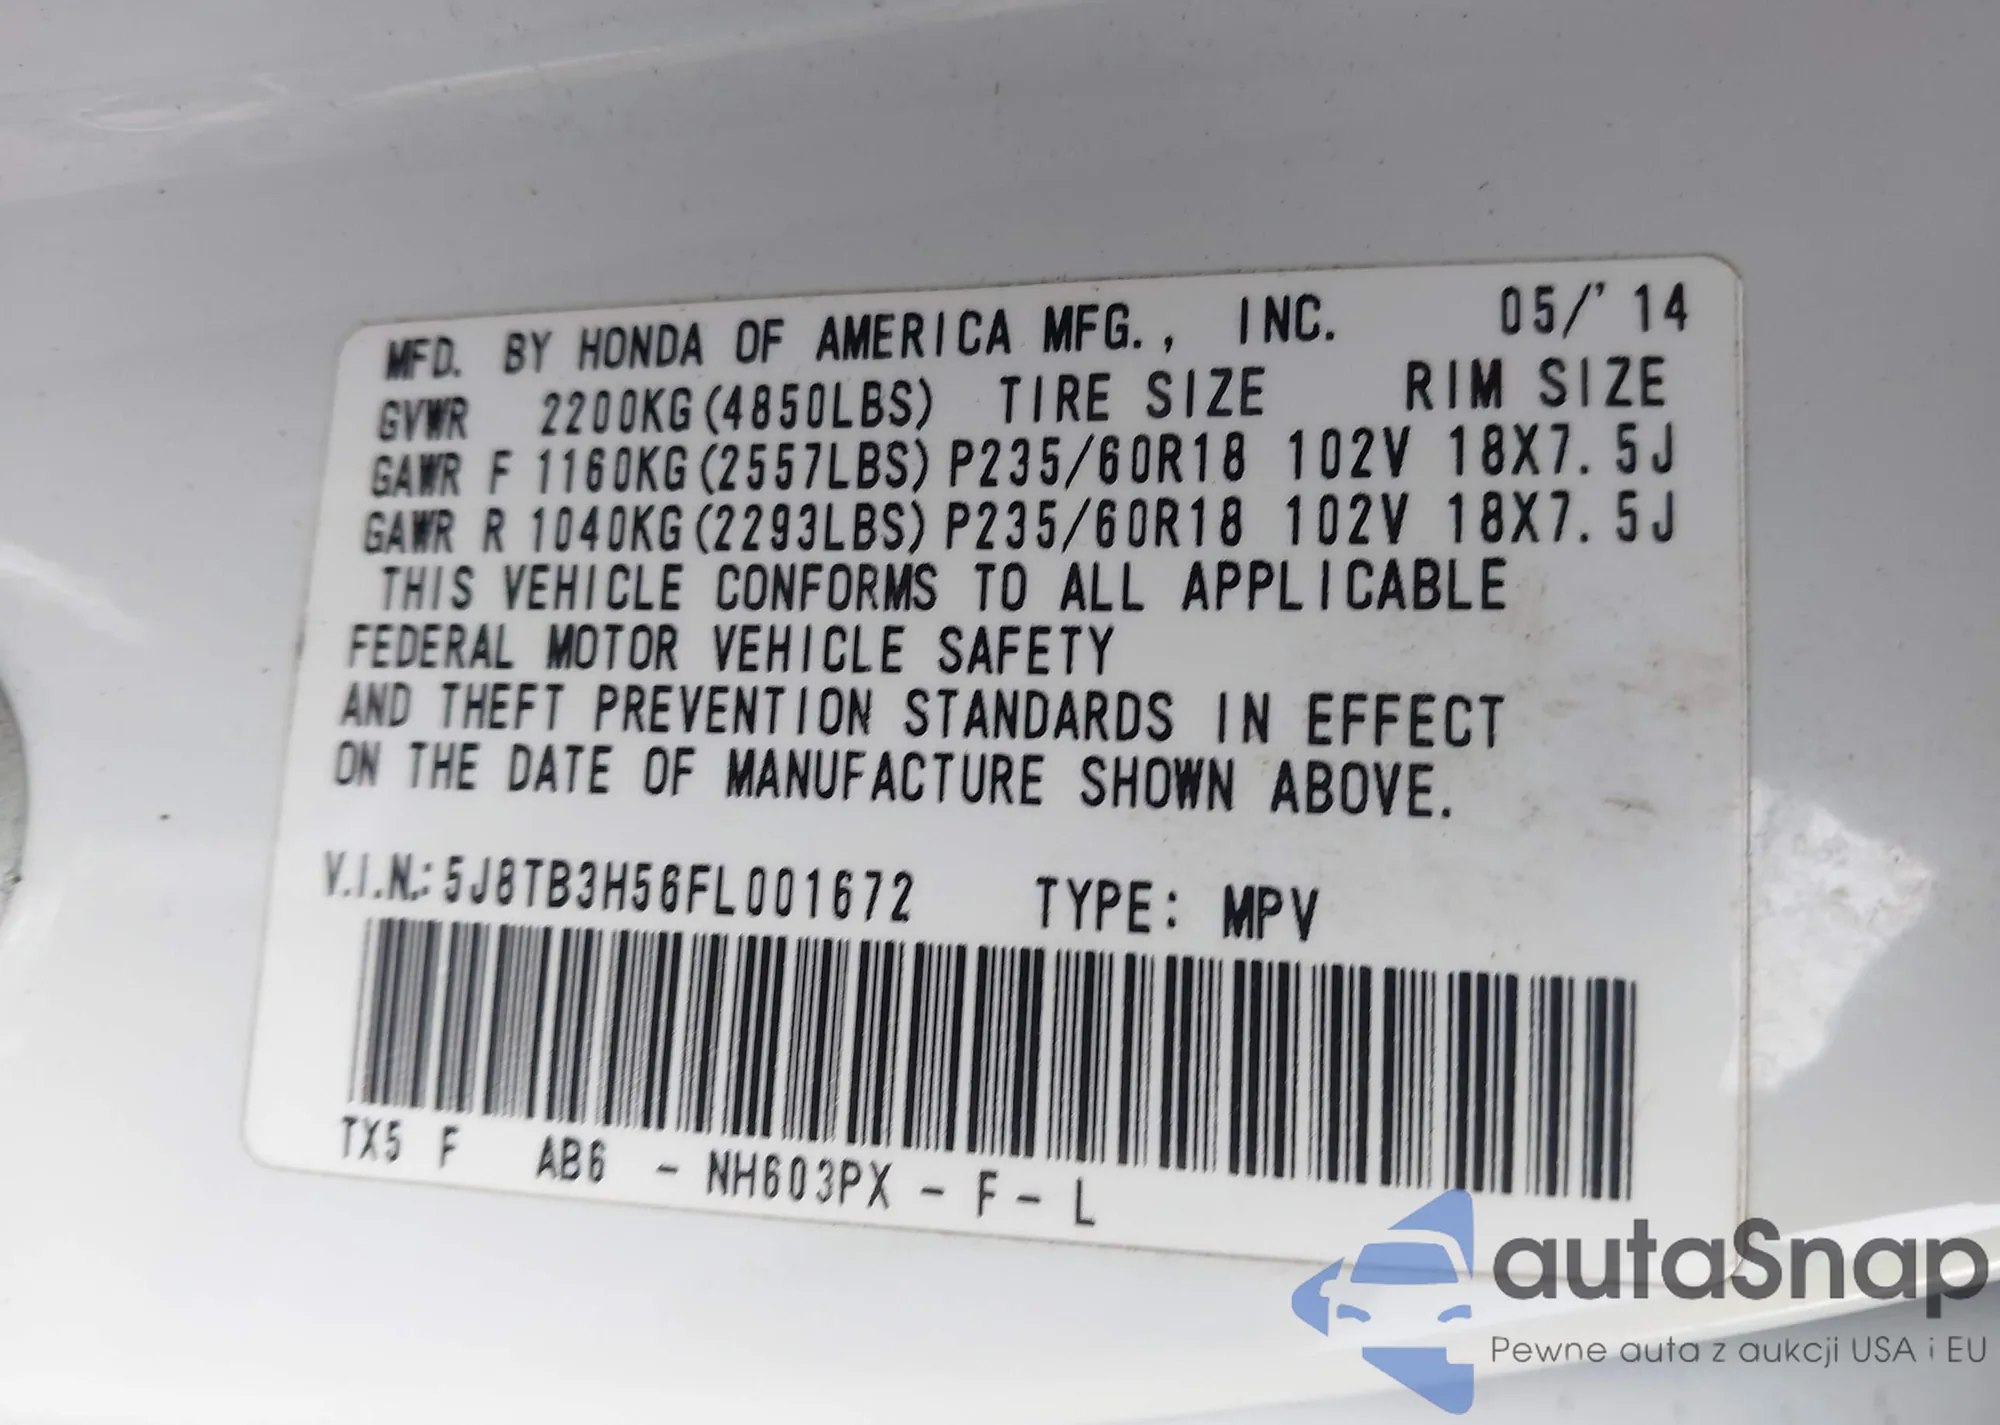 MFD. BY HONDA OF AMERICA MFG., INC. 05/'14
GVWR 2200KG(4850LBS) TIRE SIZE RIM SIZE
GAWR F 1160KG(2557LBS) P235/60R18 102V 18X7.5J
GAWR R 1040KG(2293LBS) P235/60R18 102V 18X7.5J
THIS VEHICLE CONFORMS TO ALL APPLICABLE
FEDERAL MOTOR VEHICLE SAFETY
AND THEFT PREVENTION STANDARDS IN EFFECT
ON THE DATE OF MANUFACTURE SHOWN ABOVE.
V.I.N.: 5J8TB3H56FL001672 TYPE: MPV
TX5 F AB6 - NH603PX - F - L
autaSnap
Pewne auta z aukcji USA i EU